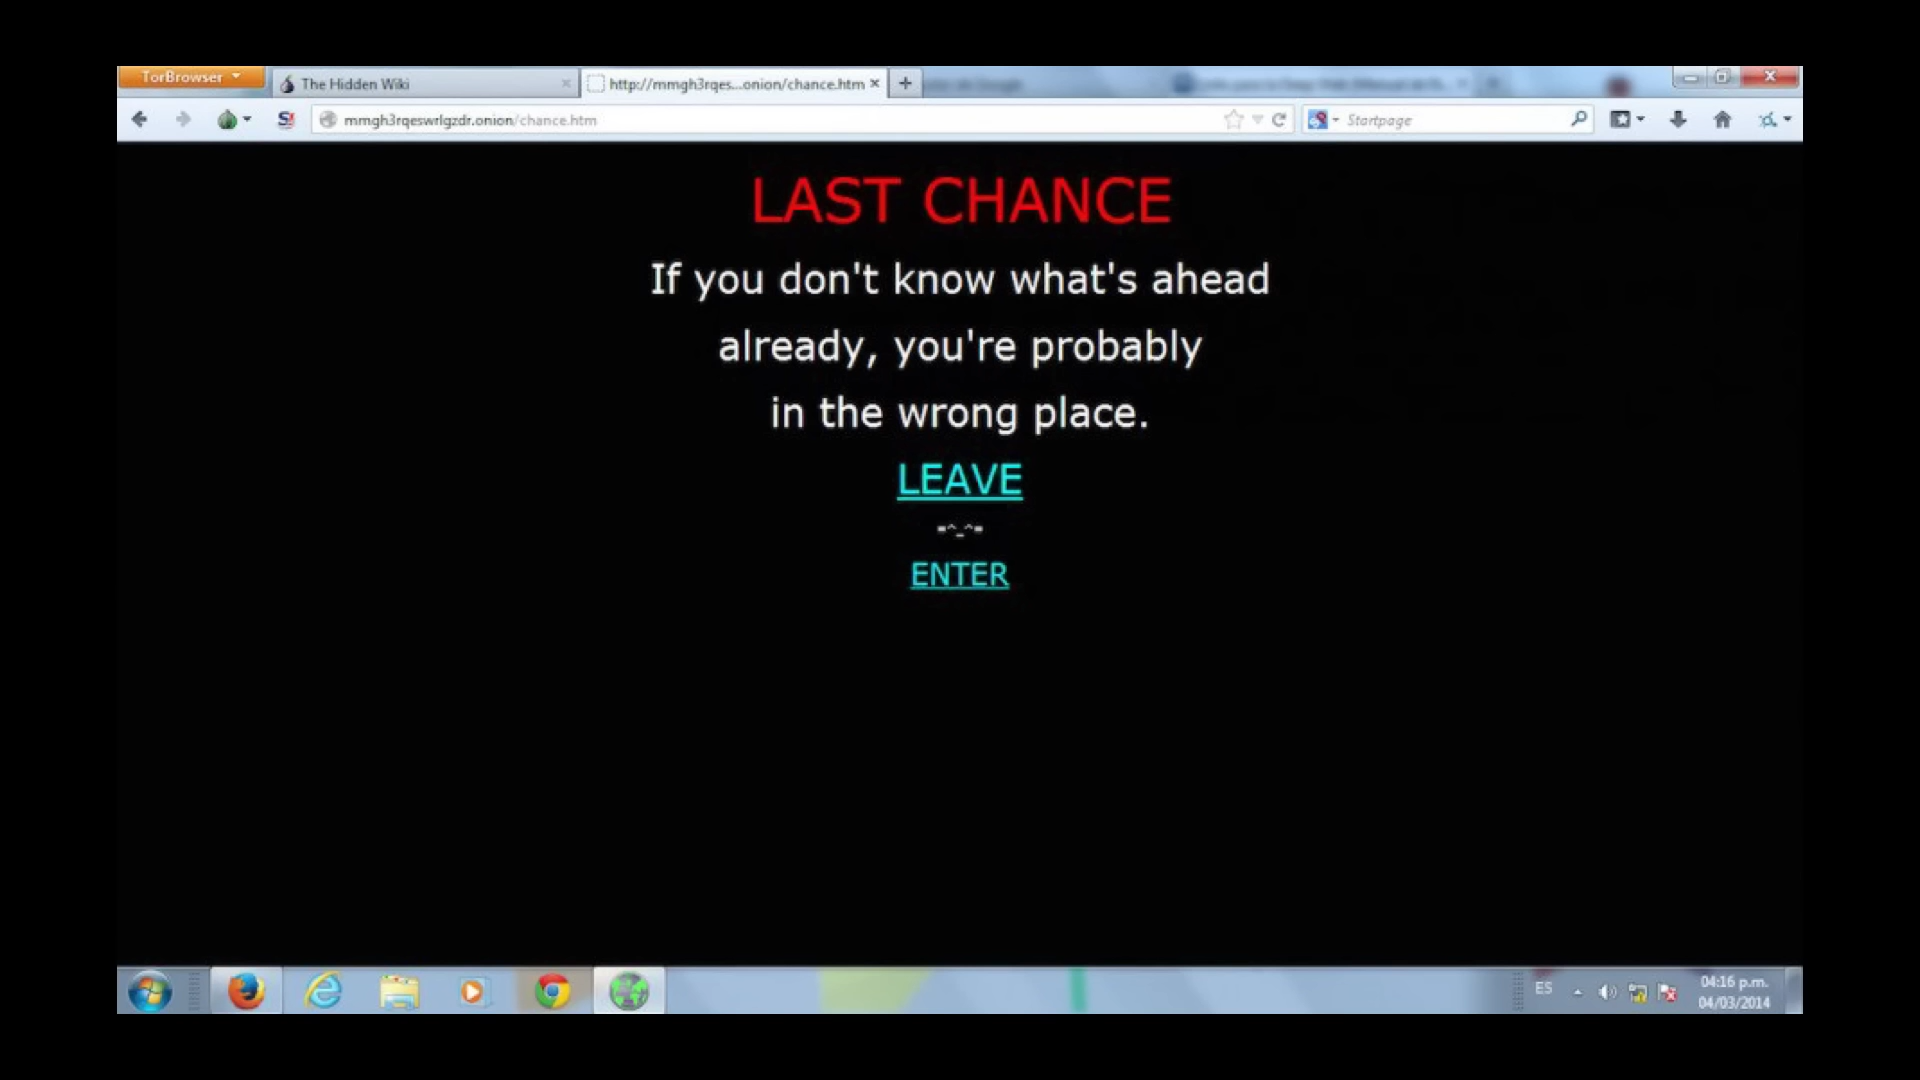 TorBrowser
The Hidden Wiki
http://mmgh3rqes...onion/chance.htm
mmgh3rqeswrlgzdr.onion/chance.htm
Startpage
LAST CHANCE
If you don't know what's ahead
already, you're probably
in the wrong place.
LEAVE
=^_^=
ENTER
ES
04:16 p.m.
04/03/2014